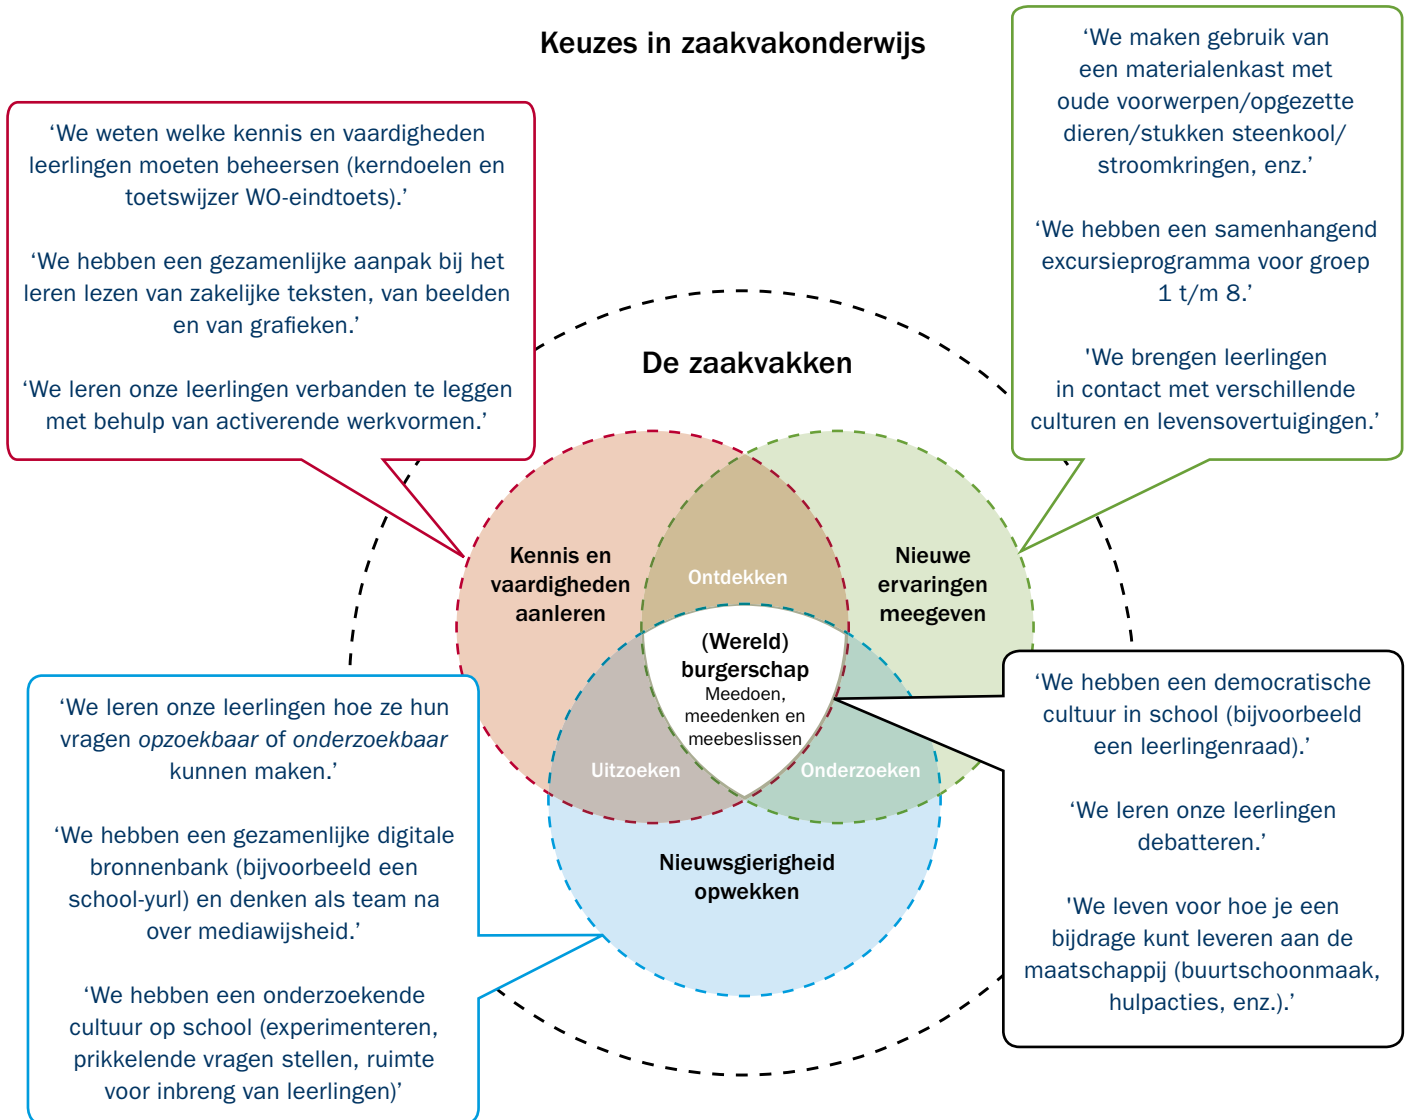 Keuzes in zaakvakonderwijs
‘We weten welke kennis en vaardigheden
leerlingen moeten beheersen (kerndoelen en
toetswijzer WO-eindtoets).’
‘We hebben een gezamenlijke aanpak bij het
leren lezen van zakelijke teksten, van beelden
en van grafieken.’
‘We leren onze leerlingen verbanden te leggen
met behulp van activerende werkvormen.’
‘We maken gebruik van
een materialenkast met
oude voorwerpen/opgezette
dieren/stukken steenkool/
stroomkringen, enz.’
‘We hebben een samenhangend
excursieprogramma voor groep
1 t/m 8.’
'We brengen leerlingen
in contact met verschillende
culturen en levensovertuigingen.’
De zaakvakken
Kennis en
vaardigheden
aanleren
Ontdekken
Nieuwe
ervaringen
meegeven
(Wereld)
burgerschap
Meedoen,
meedenken en
meebeslissen
Uitzoeken
Onderzoeken
Nieuwsgierigheid
opwekken
‘We leren onze leerlingen hoe ze hun
vragen opzoekbaar of onderzoekbaar
kunnen maken.’
‘We hebben een gezamenlijke digitale
bronnenbank (bijvoorbeeld een
school-yurl) en denken als team na
over mediawijsheid.’
‘We hebben een onderzoekende
cultuur op school (experimenteren,
prikkelende vragen stellen, ruimte
voor inbreng van leerlingen)’
‘We hebben een democratische
cultuur in school (bijvoorbeeld
een leerlingenraad).’
‘We leren onze leerlingen
debatteren.’
'We leven voor hoe je een
bijdrage kunt leveren aan de
maatschappij (buurtschoonmaak,
hulpacties, enz.).’